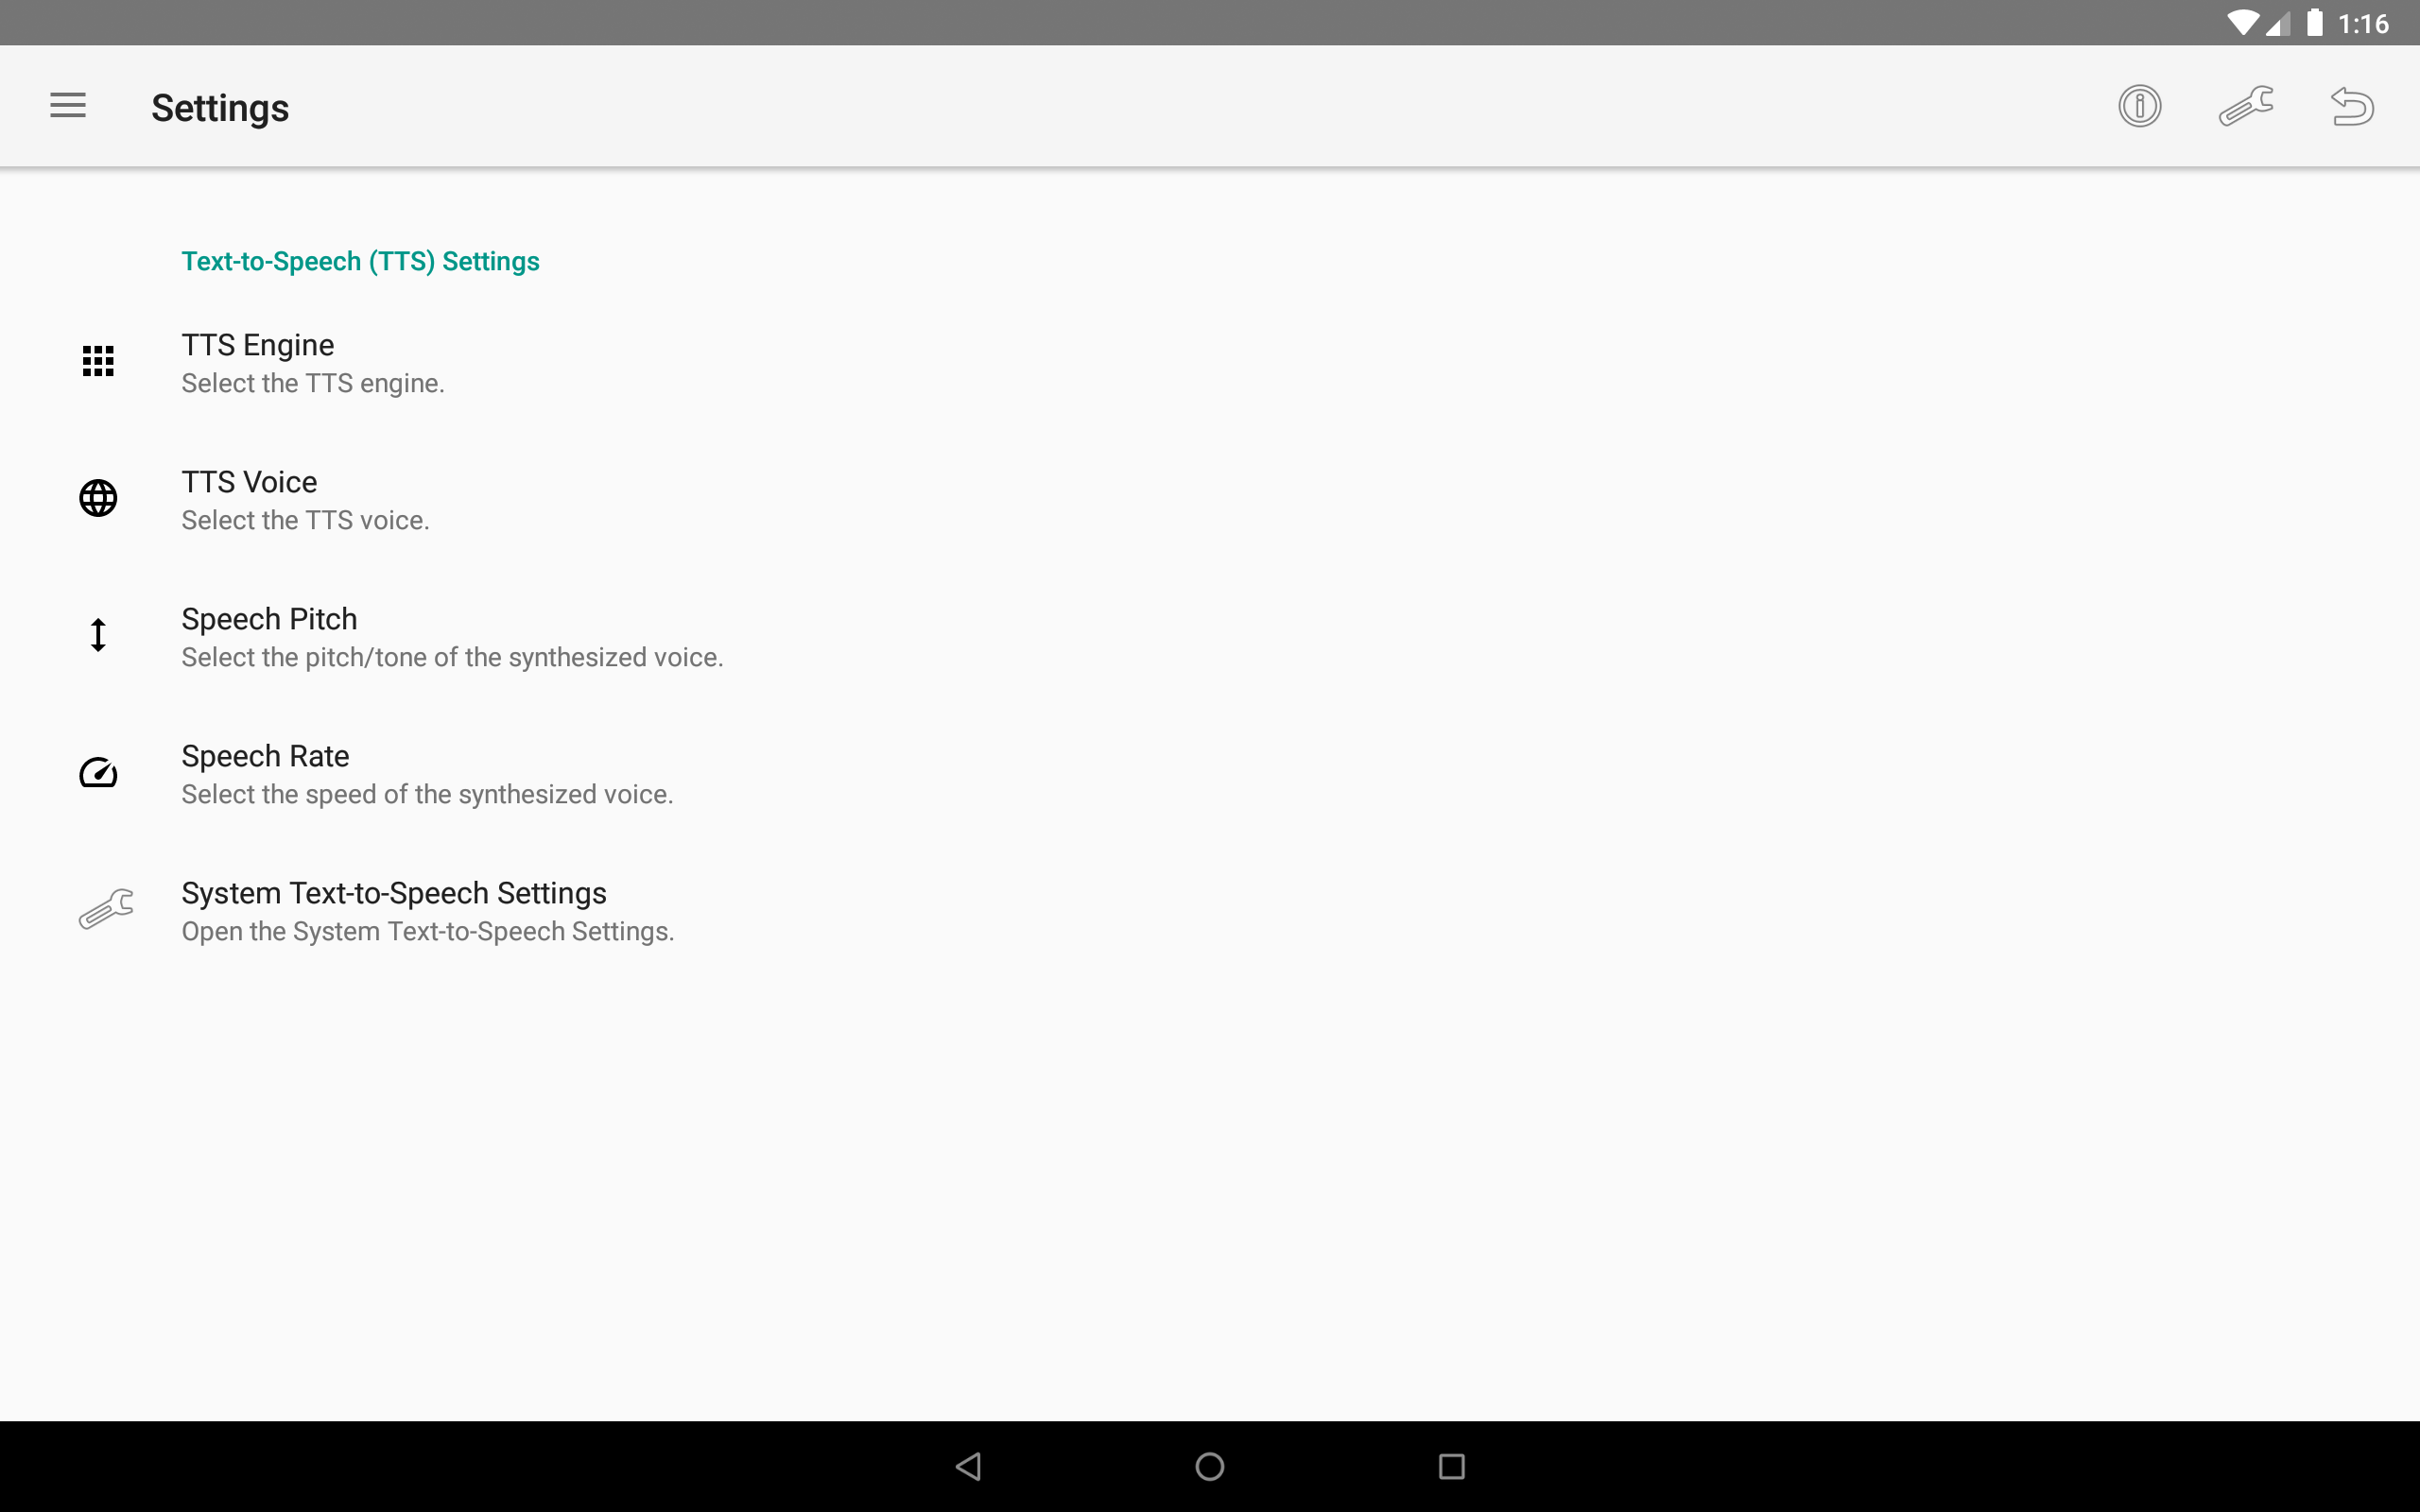 1:16
Settings
Text-to-Speech (TTS) Settings
TTS Engine
Select the TTS engine.
TTS Voice
Select the TTS voice.
Speech Pitch
Select the pitch/tone of the synthesized voice.
Speech Rate
Select the speed of the synthesized voice.
System Text-to-Speech Settings
Open the System Text-to-Speech Settings.